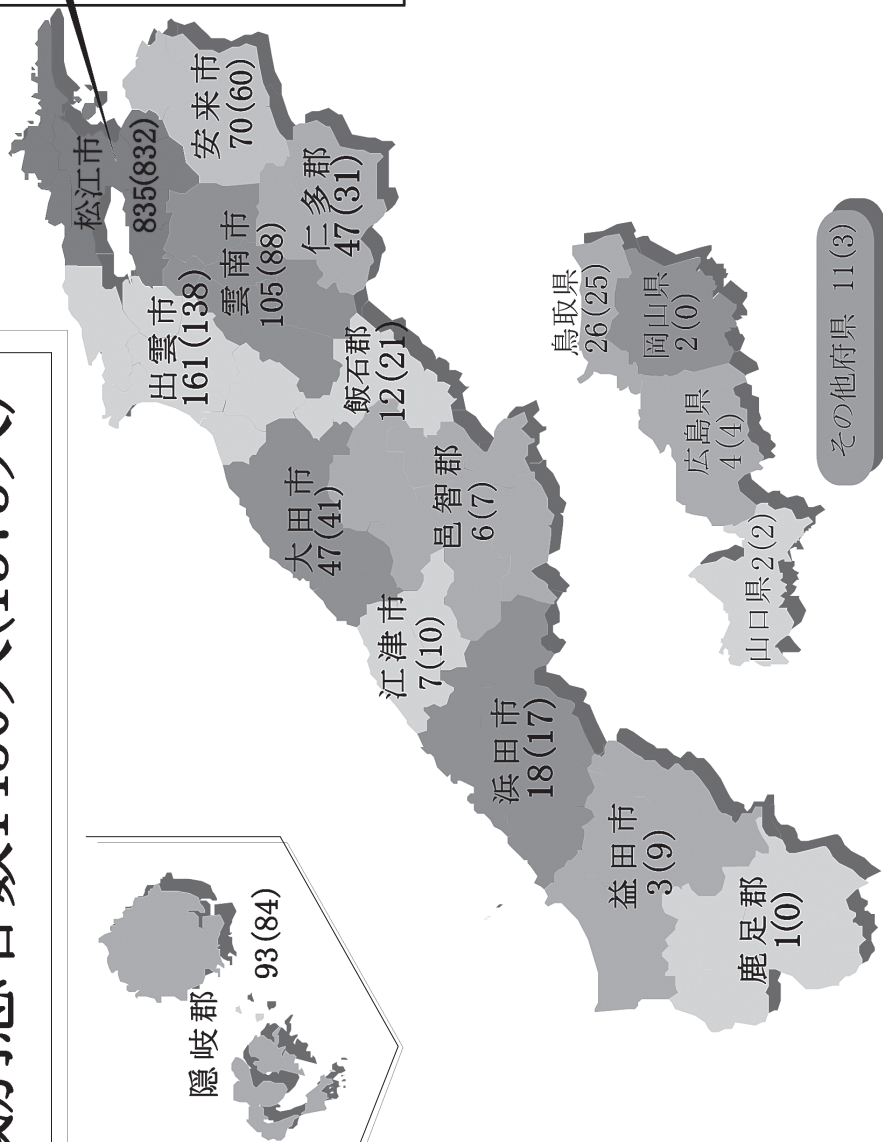 松江市
835(832)
安来市
70(60)
出雲市
161(138)
雲南市
105(88)
仁多郡
47(31)
飯石郡
12(21)
大田市
47(41)
邑智郡
6(7)
江津市
7(10)
浜田市
18(17)
益田市
3(9)
鹿足郡
1(0)
隠岐郡
93(84)
鳥取県
26(25)
岡山県
2(0)
広島県
4(4)
山口県2(2)
その他府県 11(3)